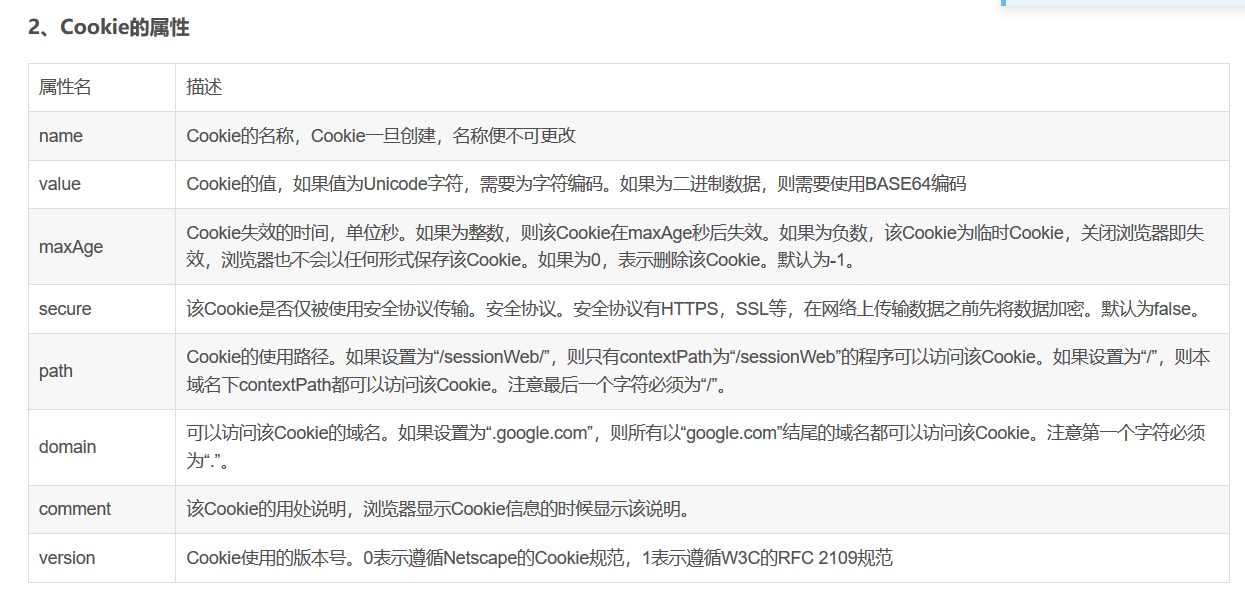 2、Cookie的属性
属性名
描述
name
Cookie的名称，Cookie一旦创建，名称便不可更改
value
Cookie的值，如果值为Unicode字符，需要为字符编码。如果为二进制数据，则需要使用BASE64编码
maxAge
Cookie失效的时间，单位秒。如果为整数，则该Cookie在maxAge秒后失效。如果为负数，该Cookie为临时Cookie，关闭浏览器即失
效，浏览器也不会以任何形式保存该Cookie。如果为0，表示删除该Cookie。默认为-1。
secure
该Cookie是否仅被使用安全协议传输。安全协议。安全协议有HTTPS，SSL等，在网络上传输数据之前先将数据加密。默认为false。
path
Cookie的使用路径。如果设置为“/sessionWeb/”，则只有contextPath为“/sessionWeb”的程序可以访问该Cookie。如果设置为“/”，则本
域名下contextPath都可以访问该Cookie。注意最后一个字符必须为“/”。
domain
可以访问该Cookie的域名。如果设置为“.google.com”，则所有以“google.com”结尾的域名都可以访问该Cookie。注意第一个字符必须
为“.”。
comment
该Cookie的用处说明，浏览器显示Cookie信息的时候显示该说明。
version
Cookie使用的版本号。0表示遵循Netscape的Cookie规范，1表示遵循W3C的RFC 2109规范